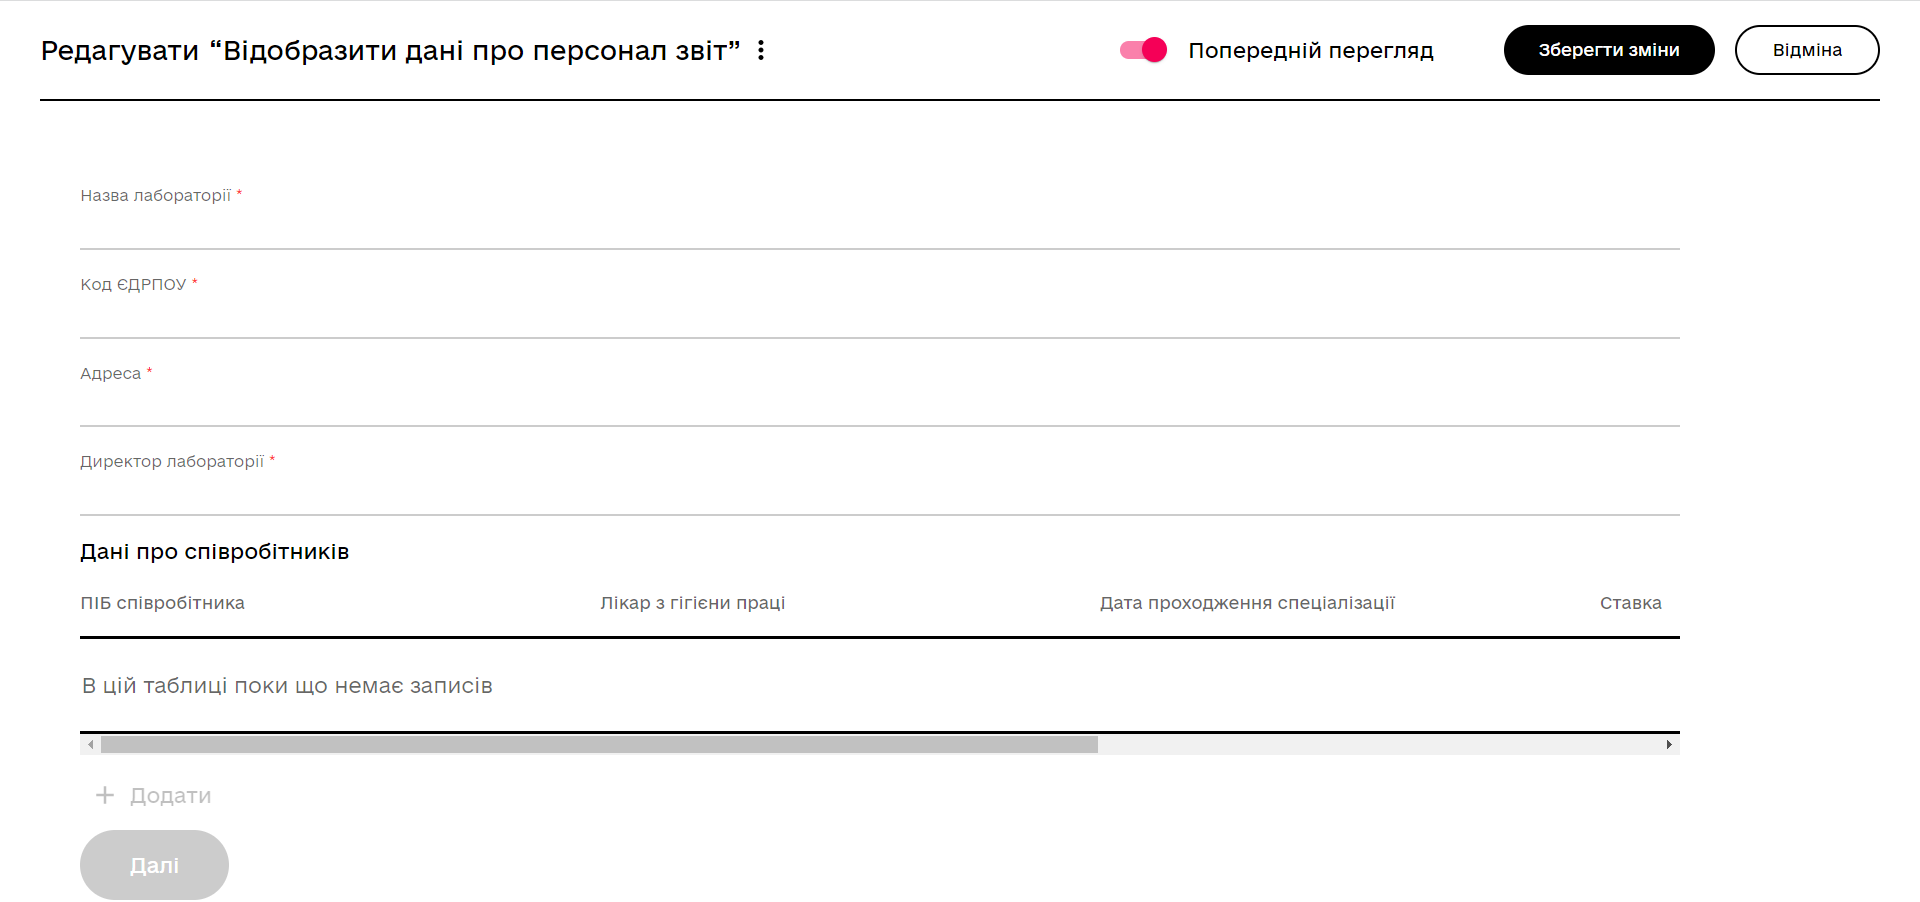 Редагувати “Відобразити дані про персонал звіт”
Попередній перегляд
Зберегти зміни
Відміна
Назва лабораторії *
Код ЄДРПОУ *
Адреса *
Директор лабораторії *
Дані про співробітників
ПІБ співробітника Лікар з гігієни праці Дата проходження спеціалізації Ставка
В цій таблиці поки що немає записів
+ Додати
Далі